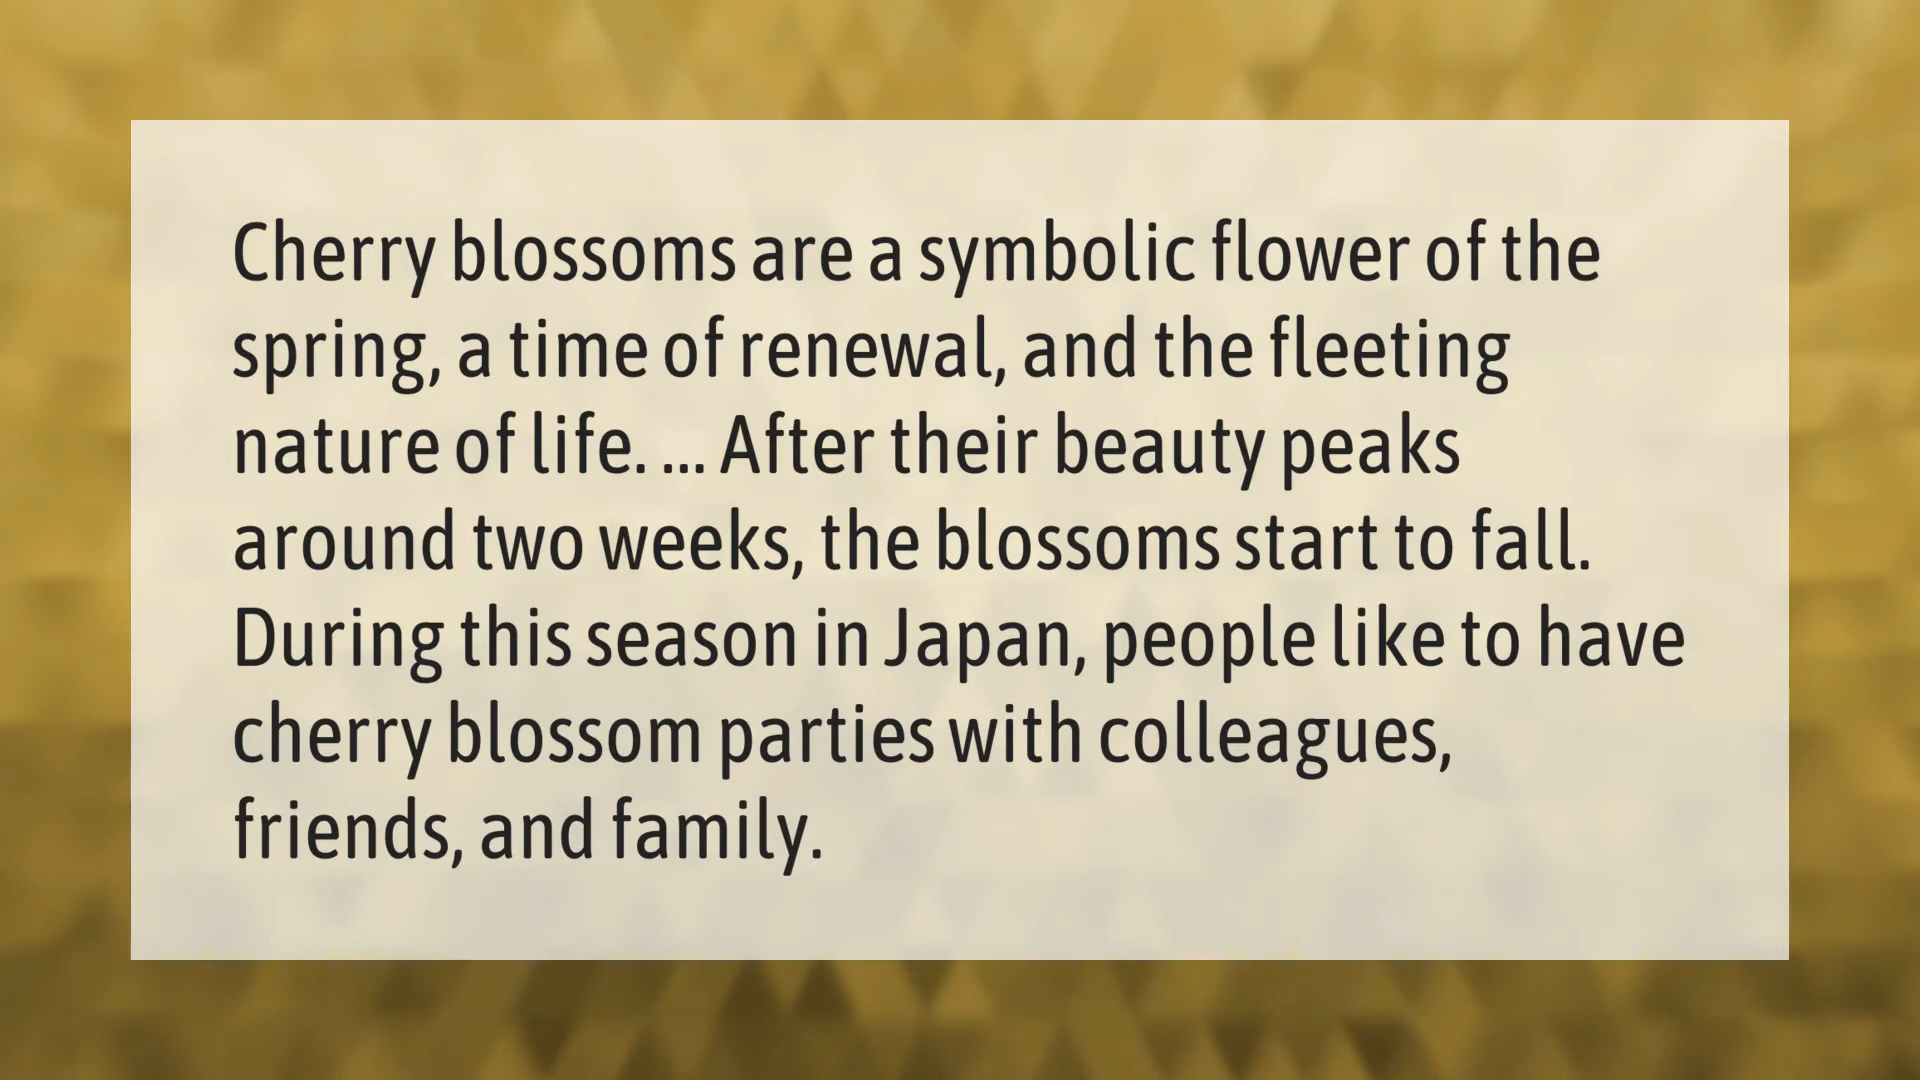 Cherry blossoms are a symbolic flower of the
spring, a time of renewal, and the fleeting
nature of life. ... After their beauty peaks
around two weeks, the blossoms start to fall.
During this season in Japan, people like to have
cherry blossom parties with colleagues,
friends, and family.